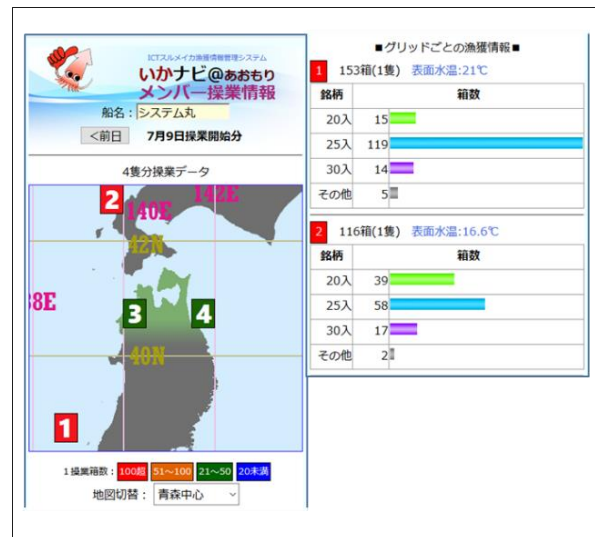 ICTスルメイカ漁獲情報管理システム
いかナビ@あおもり
メンバー操業情報
船名：システム丸
<前日 7月9日操業開始分
4隻分操業データ
2
140E
142E
42N
38E
3
4
40N
1
1操業箱数： 100超 51～100 21～50 20未満
地図切替： 青森中心
■グリッドごとの漁獲情報■
1 153箱(1隻) 表面水温:21℃
銘柄 箱数
20入 15
25入 119
30入 14
その他 5
2 116箱(1隻) 表面水温:16.6℃
銘柄 箱数
20入 39
25入 58
30入 17
その他 2